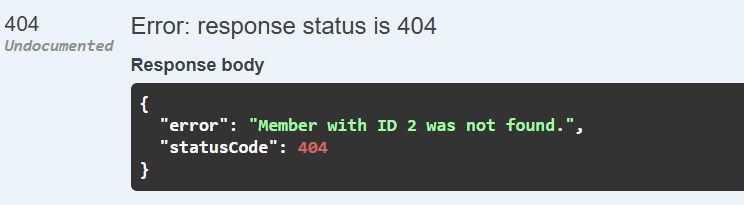 404
Undocumented
Error: response status is 404
Response body
{
  "error": "Member with ID 2 was not found.",
  "statusCode": 404
}